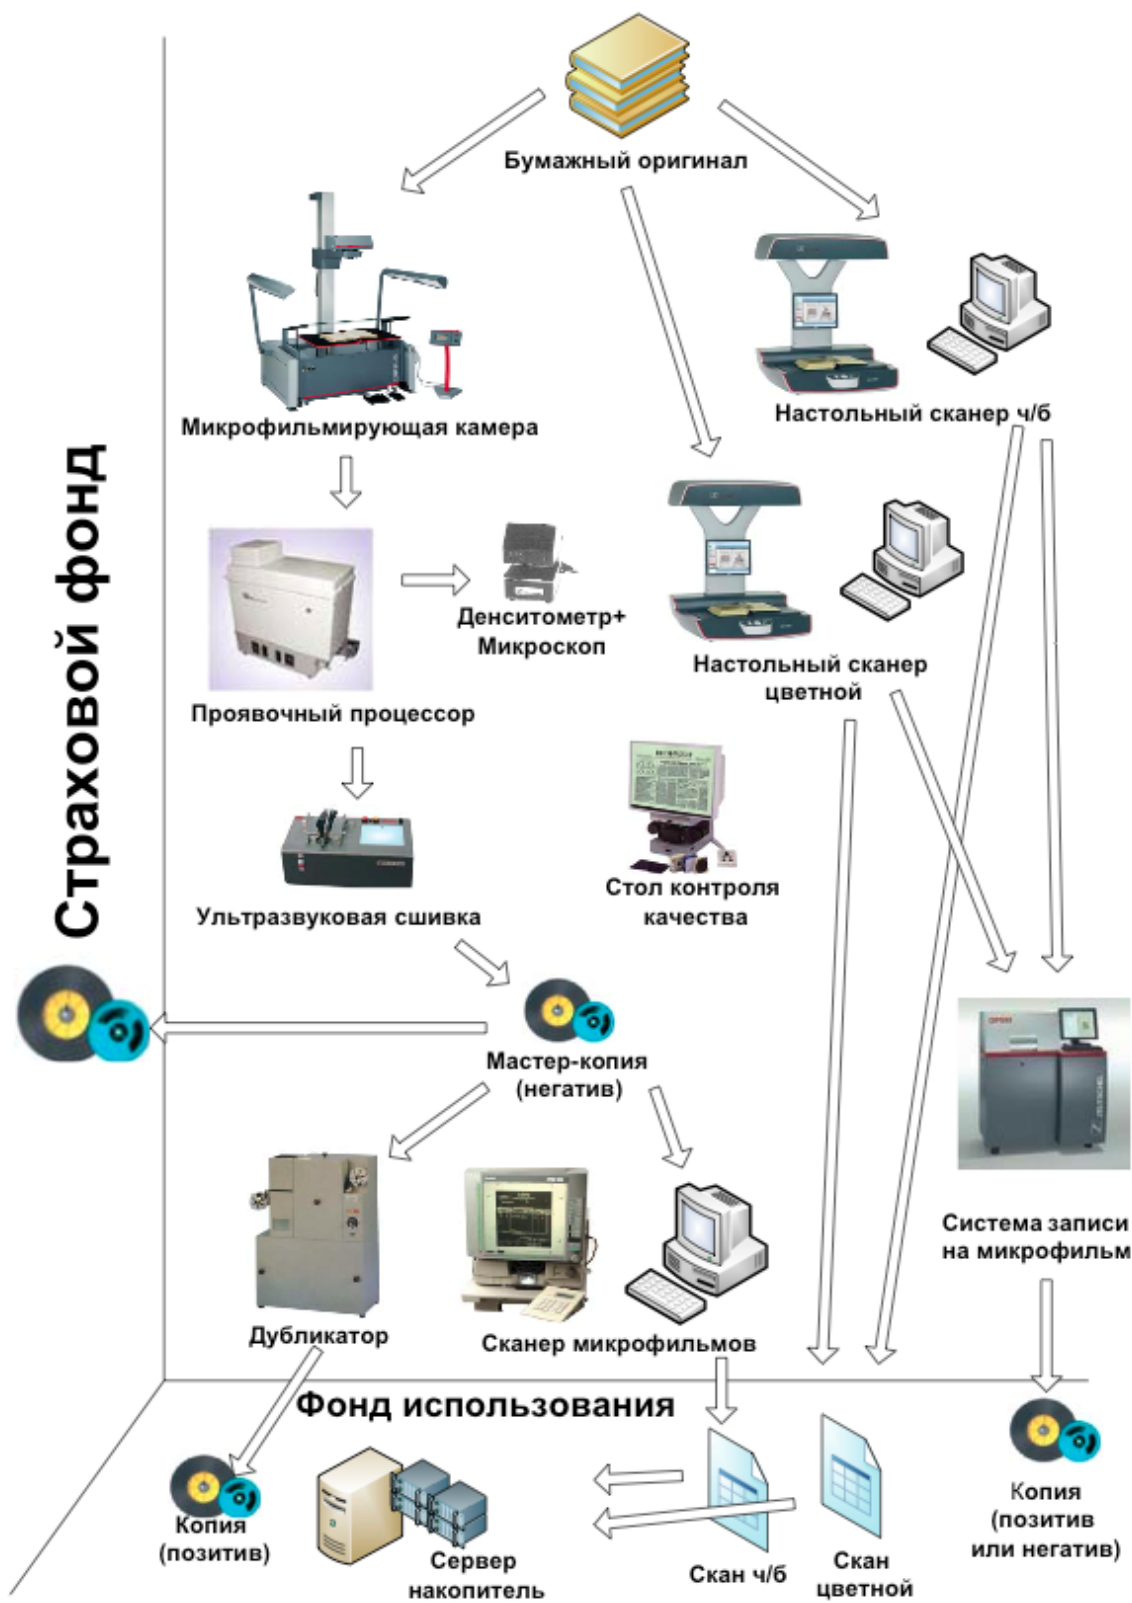 Бумажный оригинал
Микрофильмирующая камера
Настольный сканер ч/б
Денситометр+
Микроскоп
Настольный сканер
цветной
Проявочный процессор
Страховой фонд
Стол контроля
качества
Ультразвуковая сшивка
Мастер-копия
(негатив)
Система записи
на микрофильм
Дубликатор
Сканер микрофильмов
Фонд использования
Копия
(позитив)
Сервер
накопитель
Скан ч/б
Скан
цветной
Копия
(позитив
или негатив)